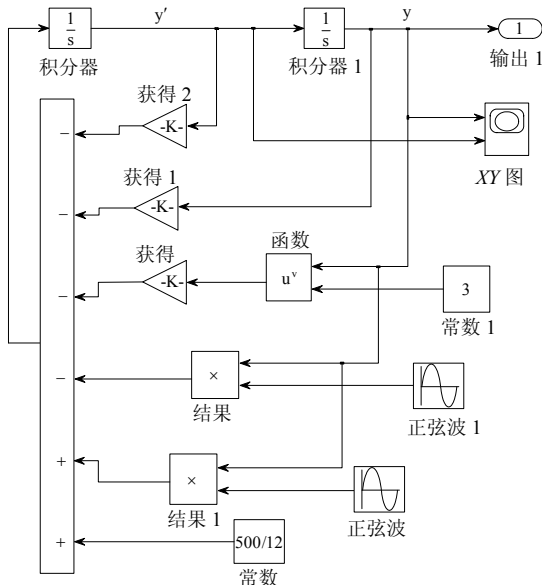 y′
y
1
s
积分器
1
s
积分器 1
1
输出 1
获得 2
-K-
−
XY 图
获得 1
-K-
−
获得
-K-
−
函数
uᵛ
3
常数 1
−
×
结果
正弦波 1
+
×
结果 1
正弦波
+
500/12
常数